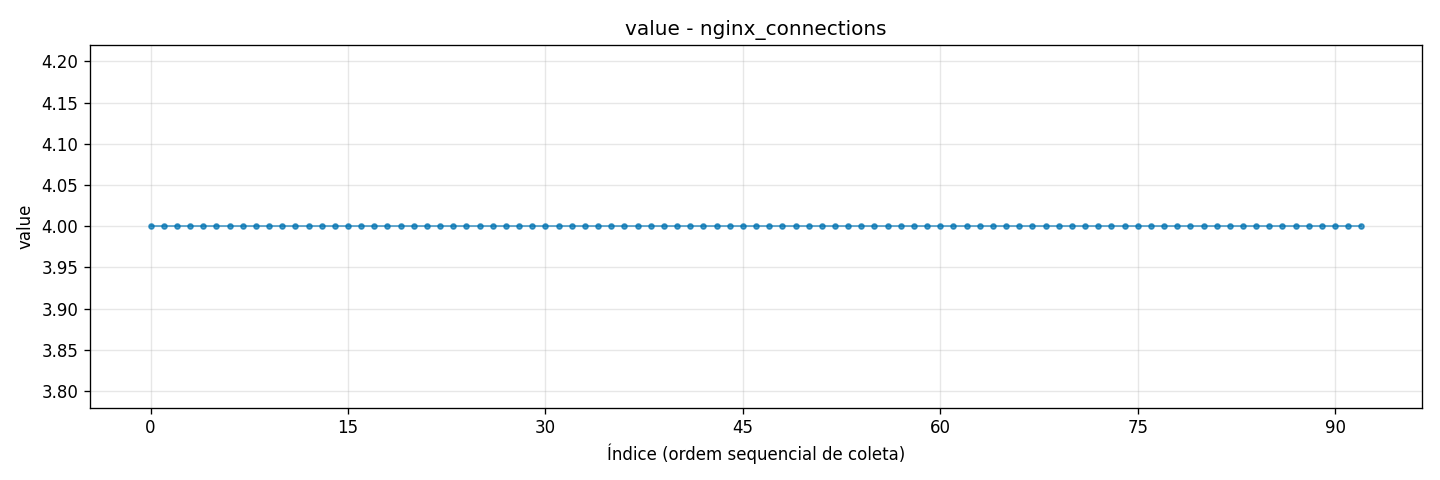 value - nginx_connections
4.20
4.15
4.10
4.05
4.00
3.95
3.90
3.85
3.80
value
0 15 30 45 60 75 90
Índice (ordem sequencial de coleta)